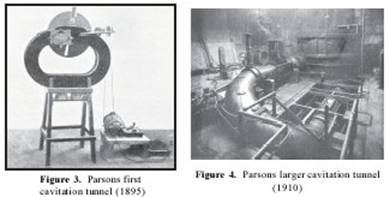 Figure 3. Parsons first
cavitation tunnel (1895)
Figure 4. Parsons larger cavitation tunnel
(1910)